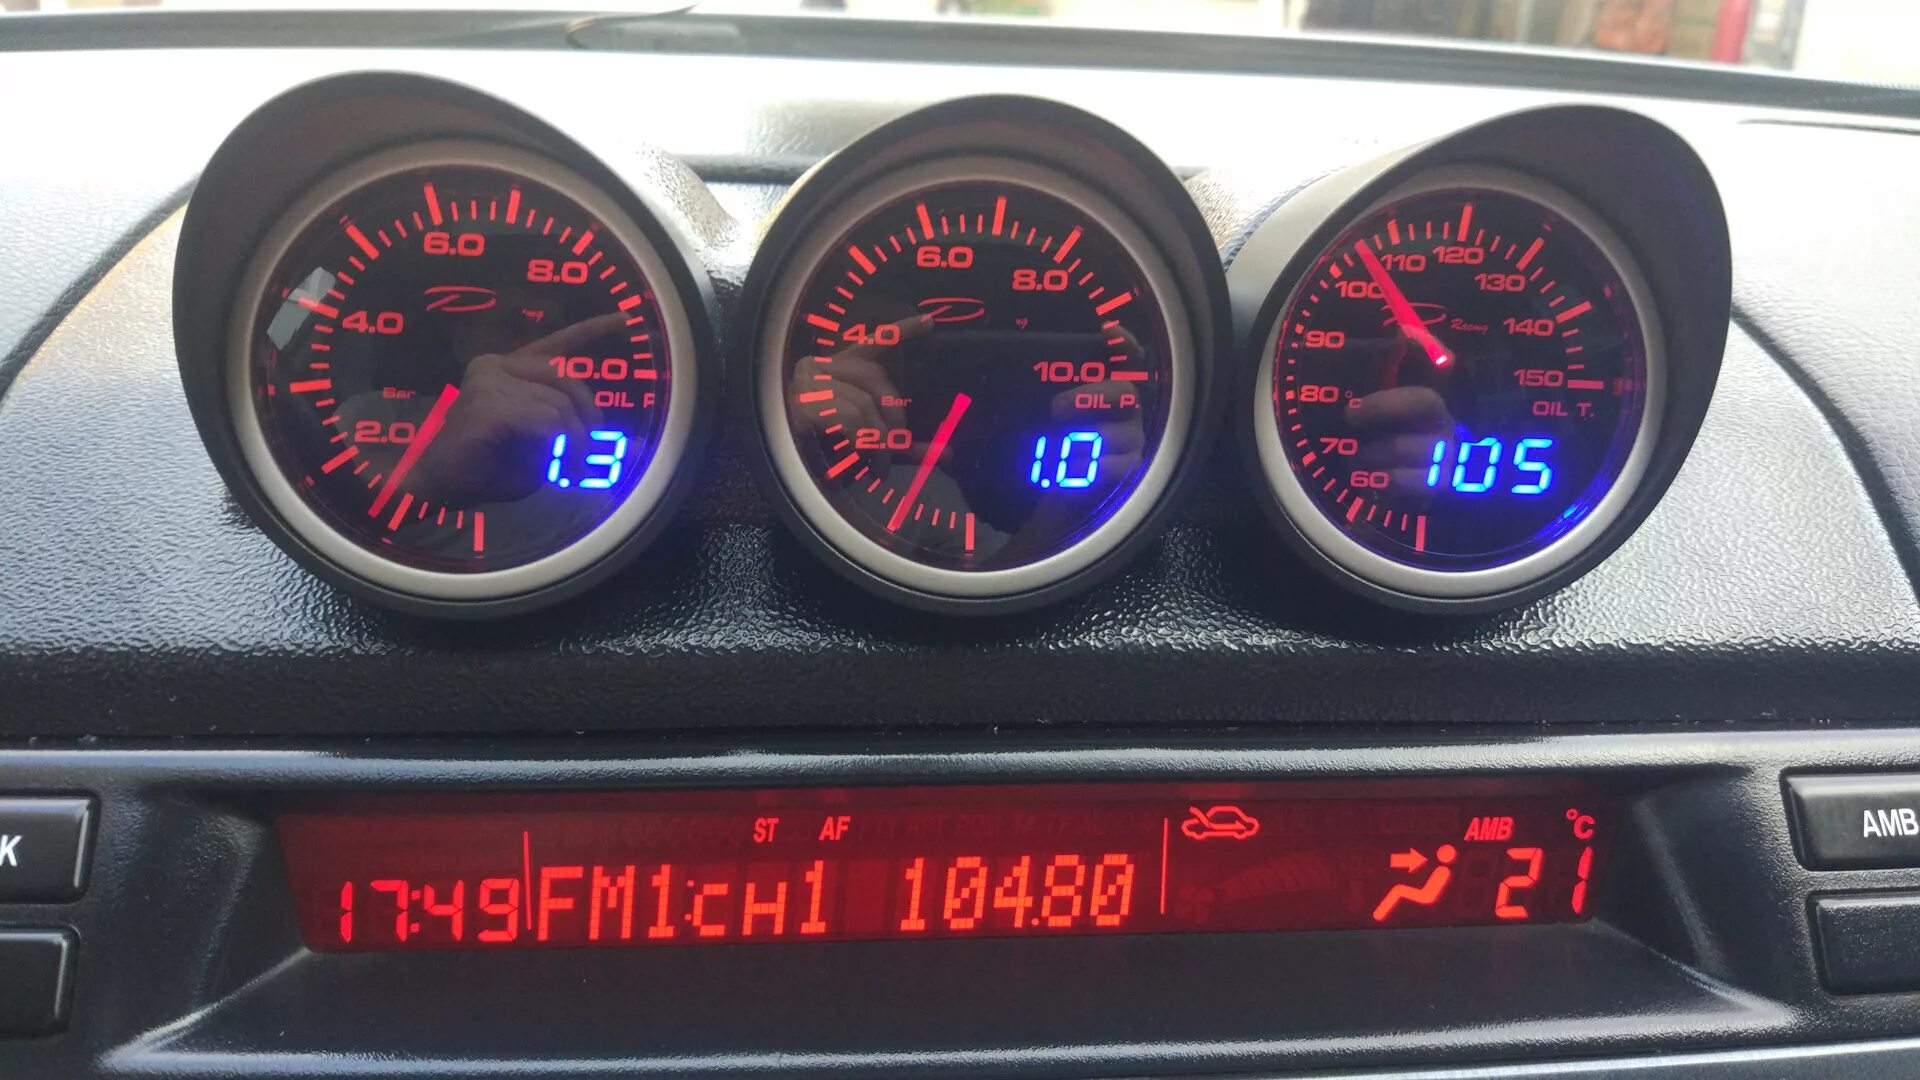 6.0
8.0
4.0
10.0
Bar
OIL P
2.0
1.3
6.0
8.0
4.0
10.0
Bar
OIL P.
2.0
1.0
110
120
100
130
Racing
90
140
150
80
°C
OIL T.
70
60
105
ST AF AMB °C
17:49 FM1:CH1 104.80 21
K
AMB